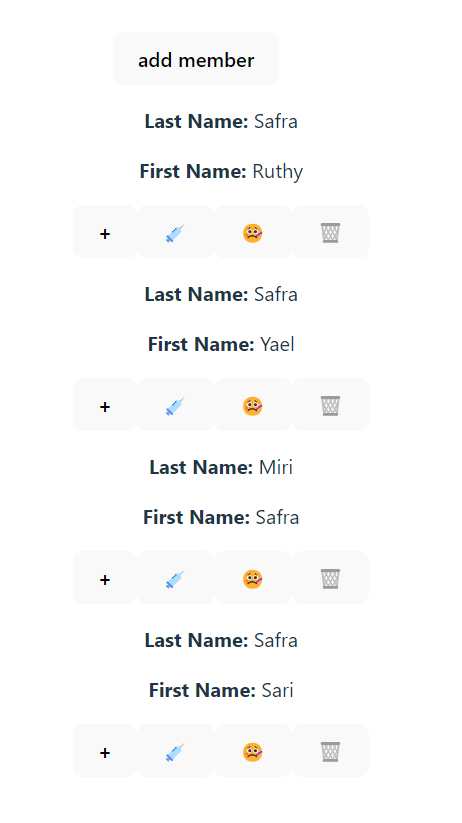 add member
Last Name: Safra
First Name: Ruthy
+
Last Name: Safra
First Name: Yael
+
Last Name: Miri
First Name: Safra
+
Last Name: Safra
First Name: Sari
+